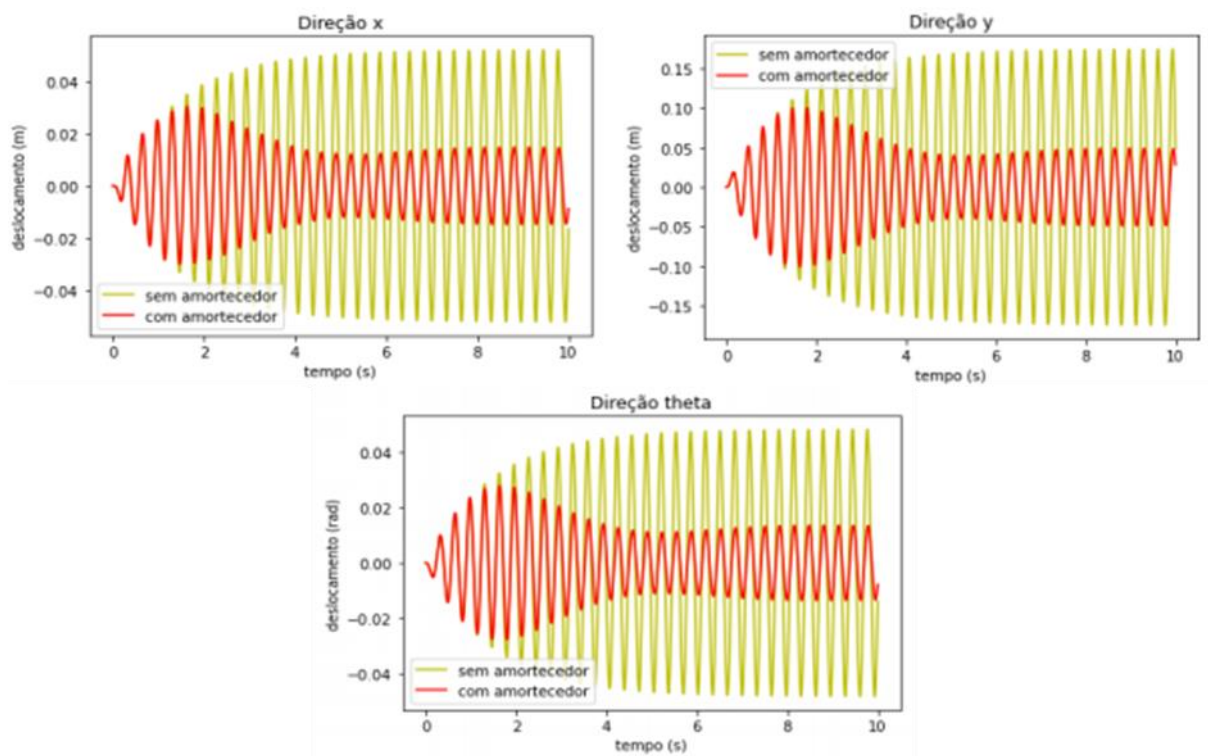 Direção x
deslocamento (m)
0.04
0.02
0.00
−0.02
−0.04
sem amortecedor
com amortecedor
0 2 4 6 8 10
tempo (s)
Direção y
deslocamento (m)
0.15
0.10
0.05
0.00
−0.05
−0.10
−0.15
sem amortecedor
com amortecedor
0 2 4 6 8 10
tempo (s)
Direção theta
deslocamento (rad)
0.04
0.02
0.00
−0.02
−0.04
sem amortecedor
com amortecedor
0 2 4 6 8 10
tempo (s)